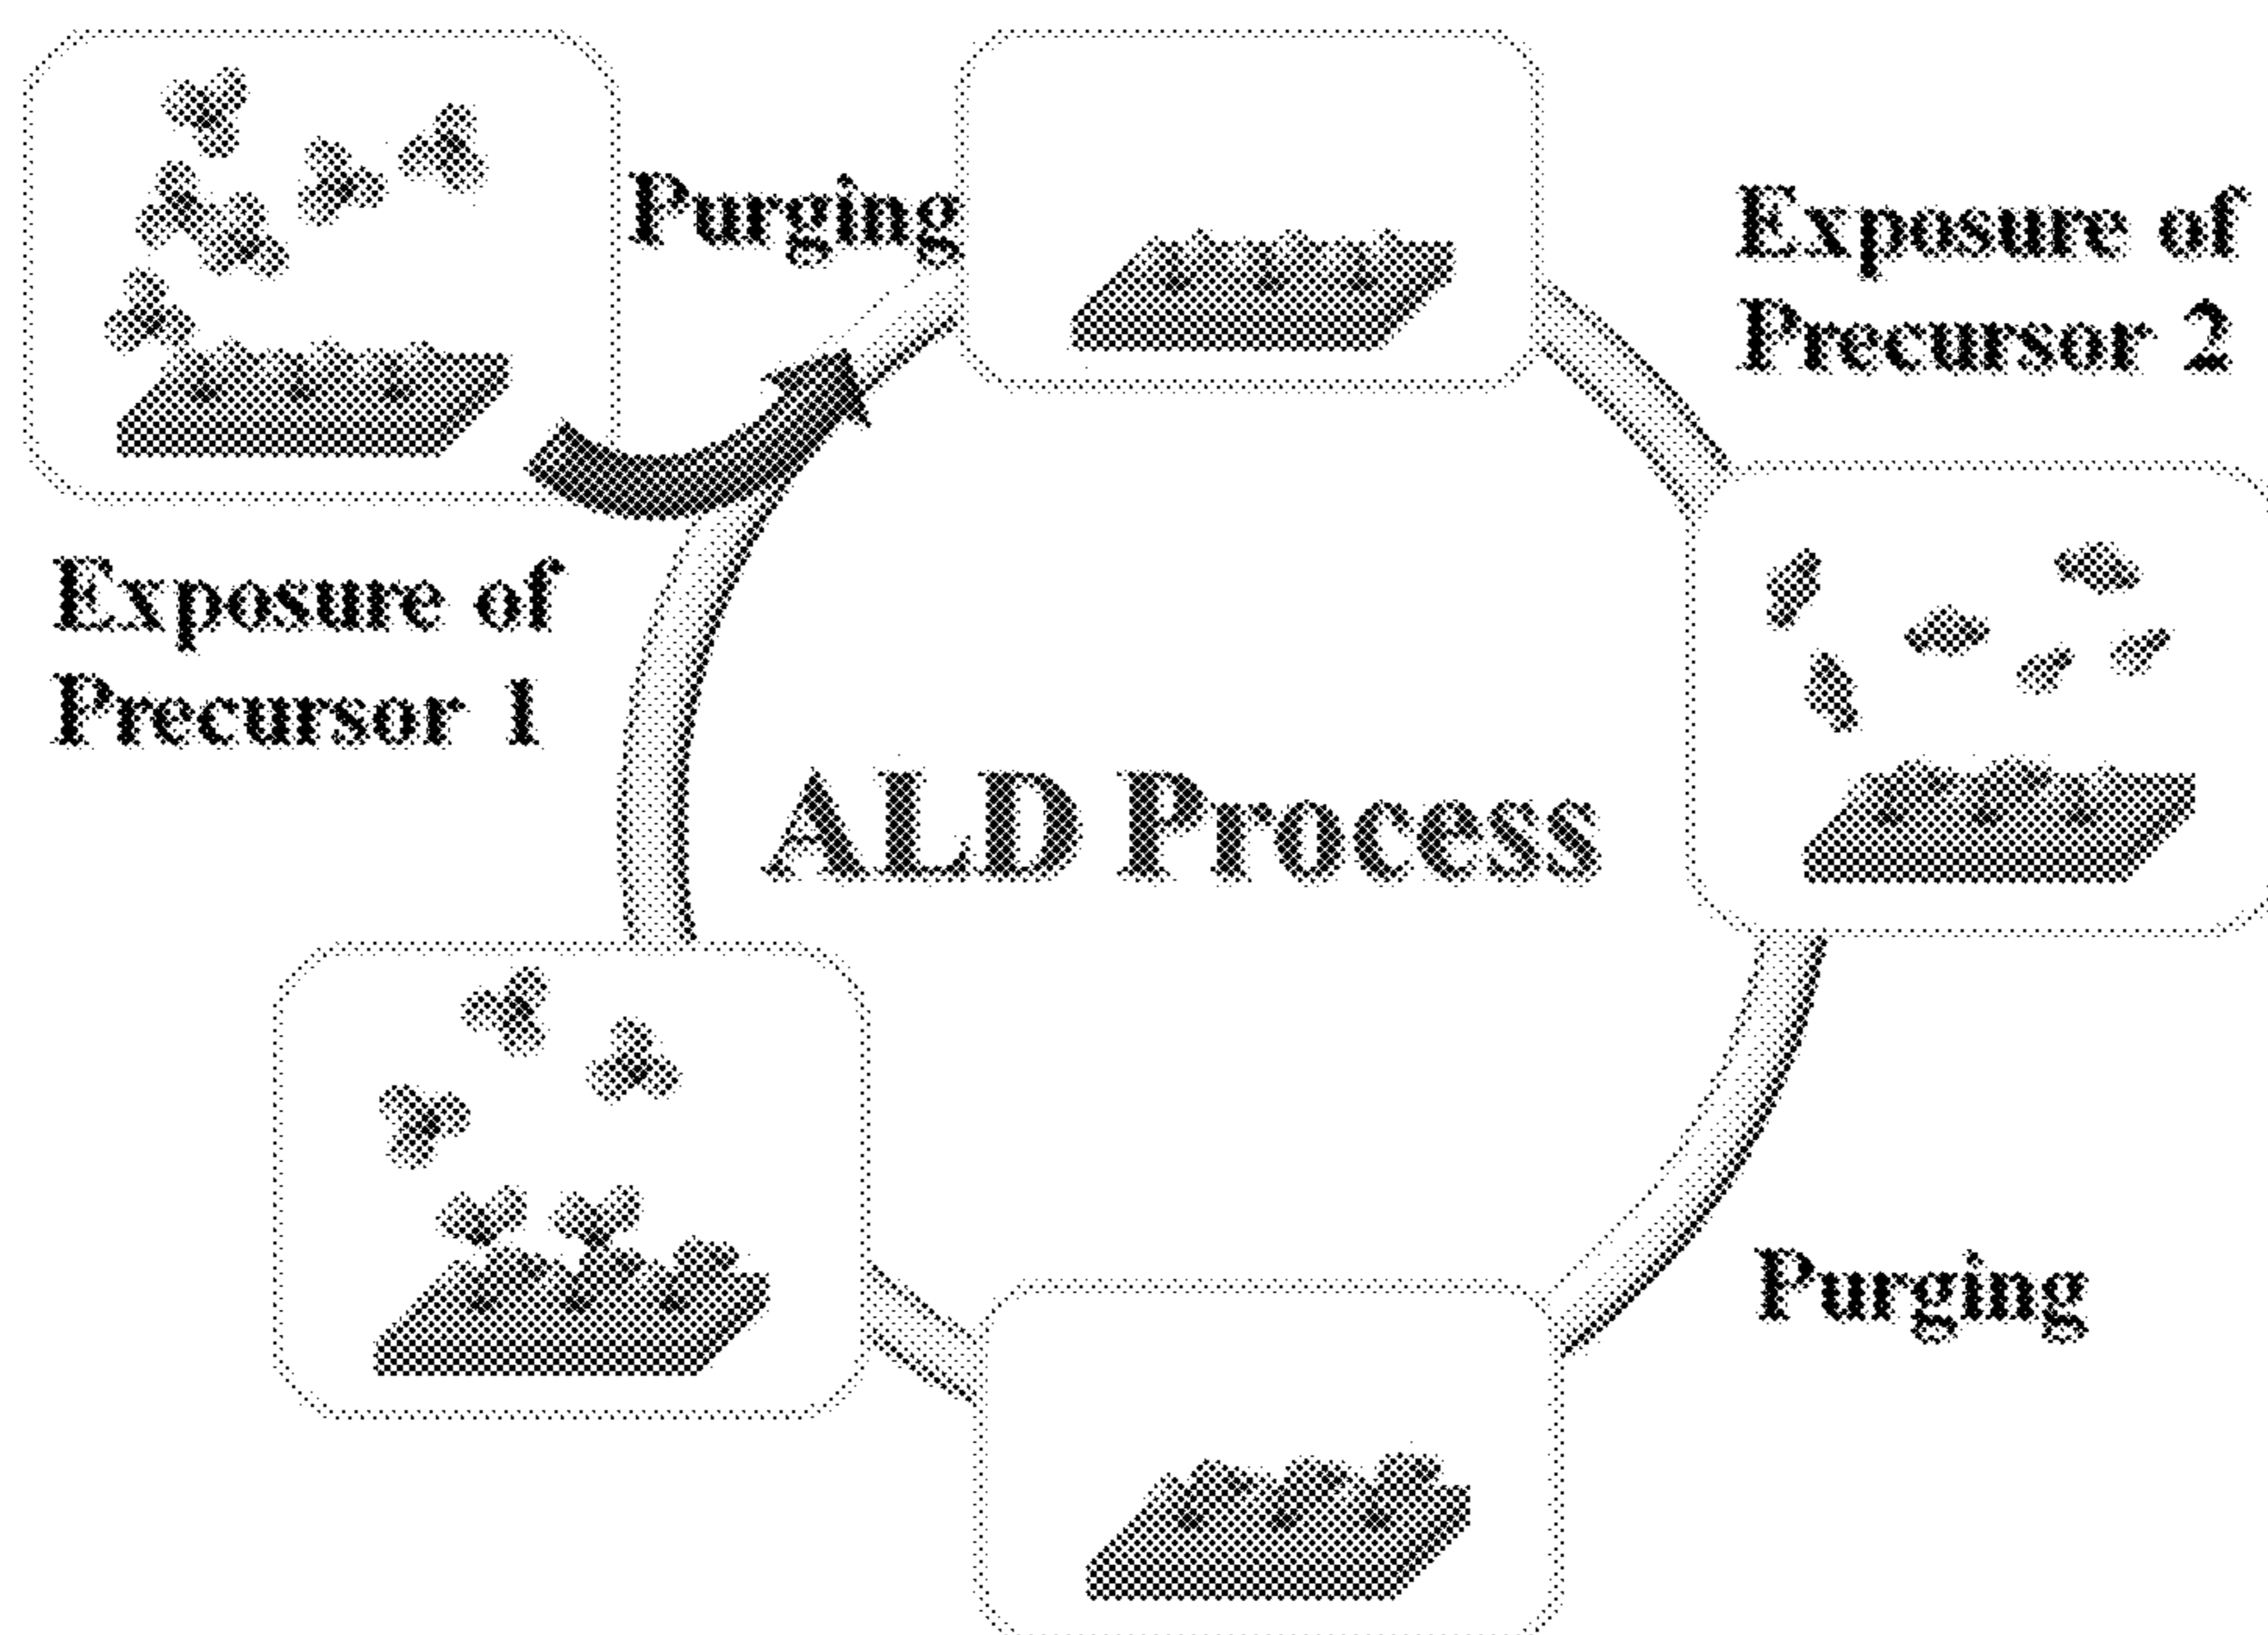 Purging
Exposure of
Precursor 2
Exposure of
Precursor 1
ALD Process
Purging